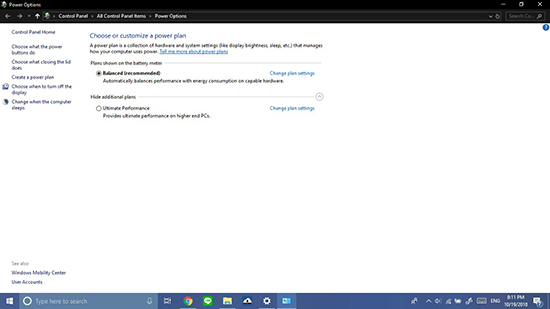 Power Options
Control Panel › All Control Panel Items › Power Options
Search Co...
Control Panel Home
Choose what the power
buttons do
Choose what closing the lid
does
Create a power plan
Choose when to turn off the
display
Change when the computer
sleeps
Choose or customize a power plan
A power plan is a collection of hardware and system settings (like display brightness, sleep, etc.) that manages
how your computer uses power. Tell me more about power plans
Plans shown on the battery meter
Balanced (recommended) Change plan settings
Automatically balances performance with energy consumption on capable hardware.
Hide additional plans
Ultimate Performance Change plan settings
Provides ultimate performance on higher end PCs.
See also
Windows Mobility Center
User Accounts
Type here to search
ENG
8:11 PM
10/19/2018